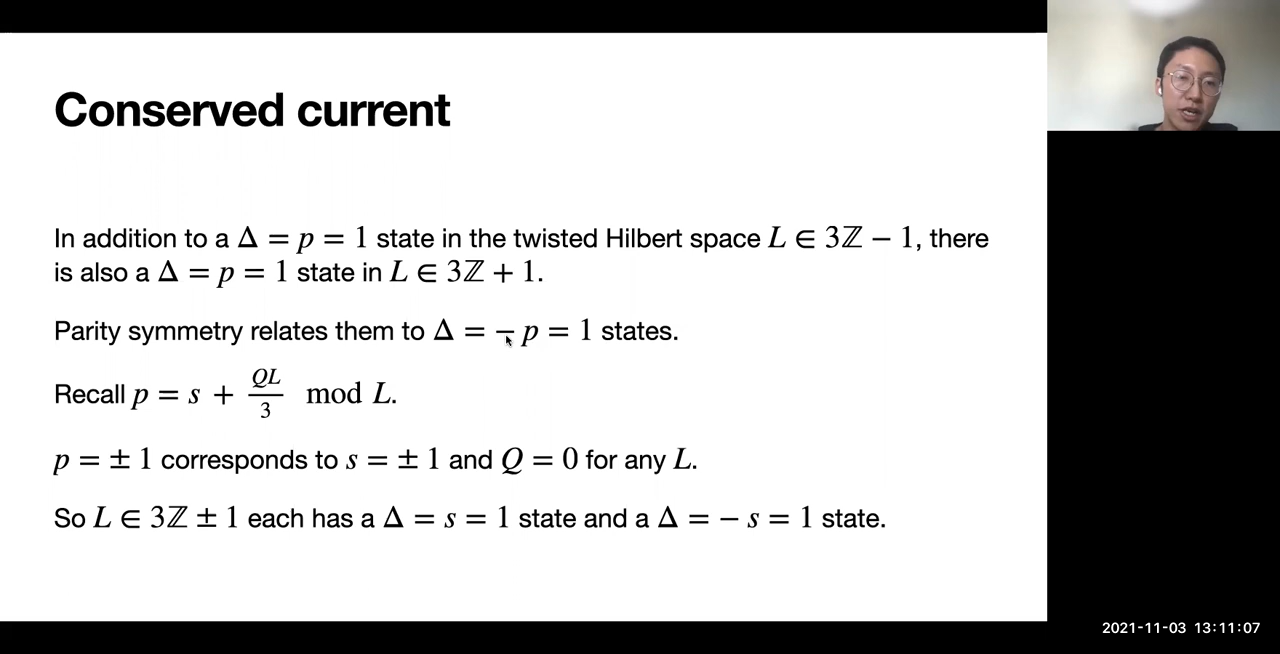 Conserved current
In addition to a Δ = p = 1 state in the twisted Hilbert space L ∈ 3ℤ − 1, there
is also a Δ = p = 1 state in L ∈ 3ℤ + 1.
Parity symmetry relates them to Δ = − p = 1 states.
Recall p = s + QL/3 mod L.
p = ± 1 corresponds to s = ± 1 and Q = 0 for any L.
So L ∈ 3ℤ ± 1 each has a Δ = s = 1 state and a Δ = − s = 1 state.
2021-11-03 13:11:07